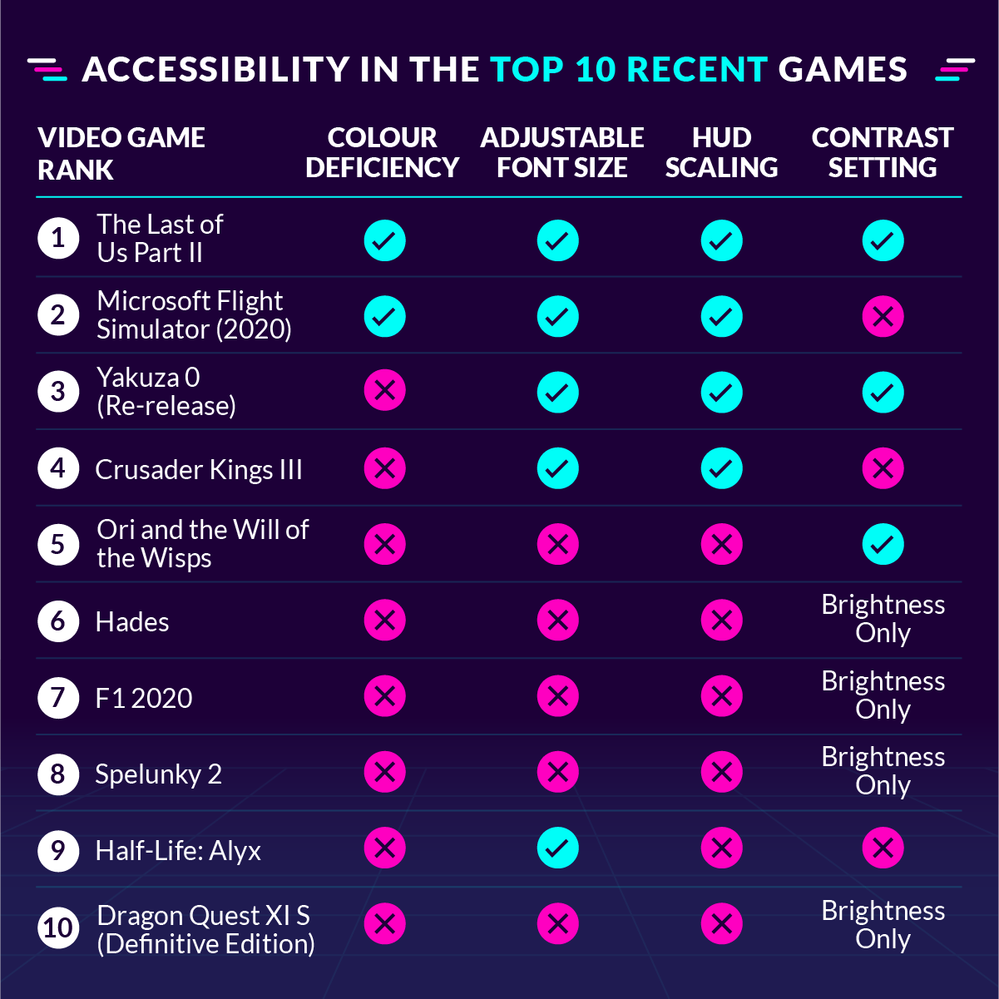 ACCESSIBILITY IN THE TOP 10 RECENT GAMES
VIDEO GAME
RANK
COLOUR
DEFICIENCY
ADJUSTABLE
FONT SIZE
HUD
SCALING
CONTRAST
SETTING
1
The Last of
Us Part II
2
Microsoft Flight
Simulator (2020)
3
Yakuza 0
(Re-release)
4
Crusader Kings III
5
Ori and the Will of
the Wisps
6
Hades
Brightness
Only
7
F1 2020
Brightness
Only
8
Spelunky 2
Brightness
Only
9
Half-Life: Alyx
10
Dragon Quest XI S
(Definitive Edition)
Brightness
Only